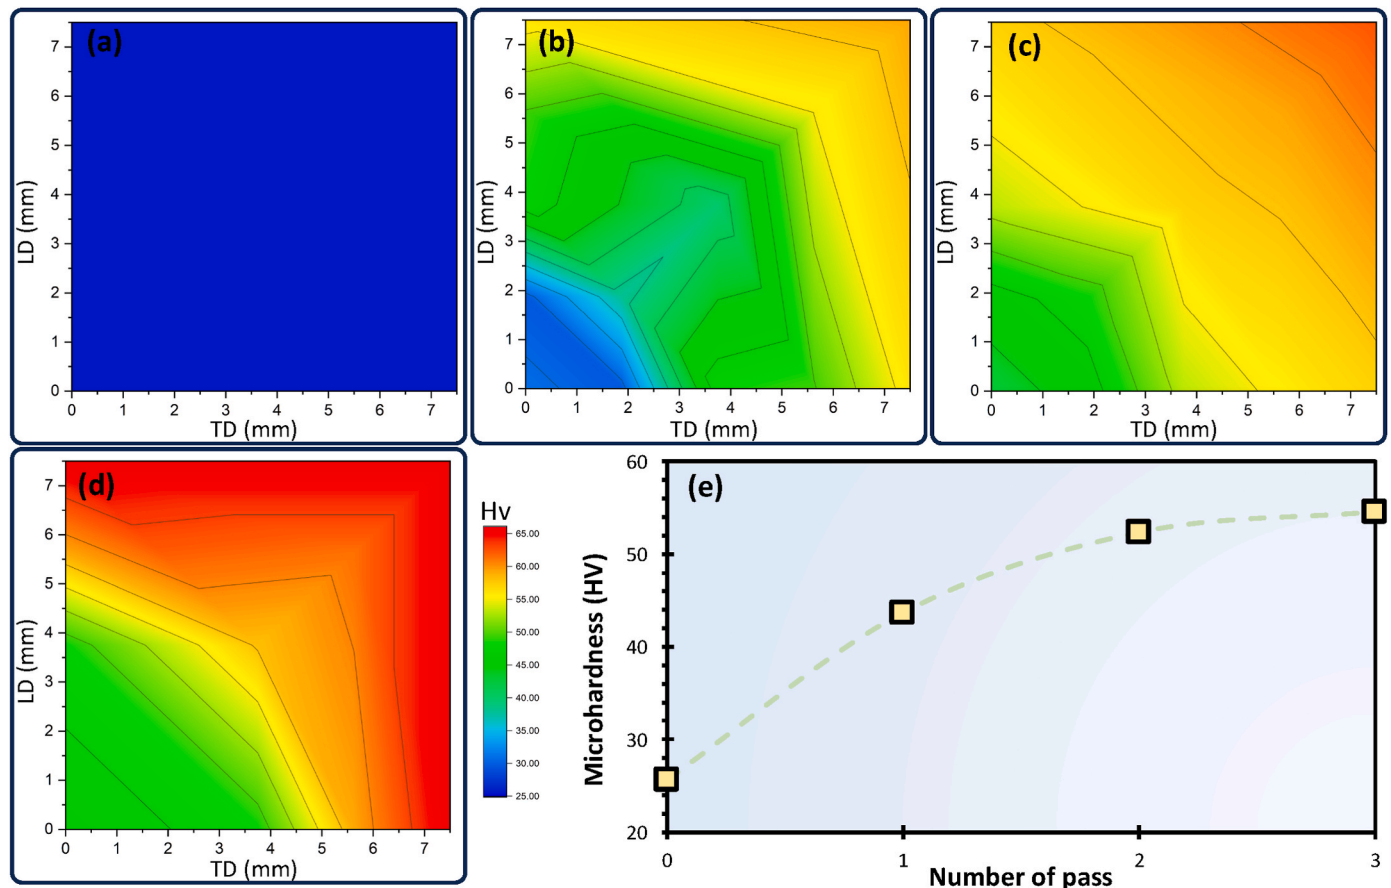 (a)
7
6
5
4
3
2
1
0
LD (mm)
0 1 2 3 4 5 6 7
TD (mm)
(b)
7
6
5
4
3
2
1
0
LD (mm)
0 1 2 3 4 5 6 7
TD (mm)
(c)
7
6
5
4
3
2
1
0
LD (mm)
0 1 2 3 4 5 6 7
TD (mm)
(d)
7
6
5
4
3
2
1
0
LD (mm)
0 1 2 3 4 5 6 7
TD (mm)
Hv
65.00
60.00
55.00
50.00
45.00
40.00
35.00
30.00
25.00
(e)
60
50
40
30
20
Microhardness (HV)
0 1 2 3
Number of pass